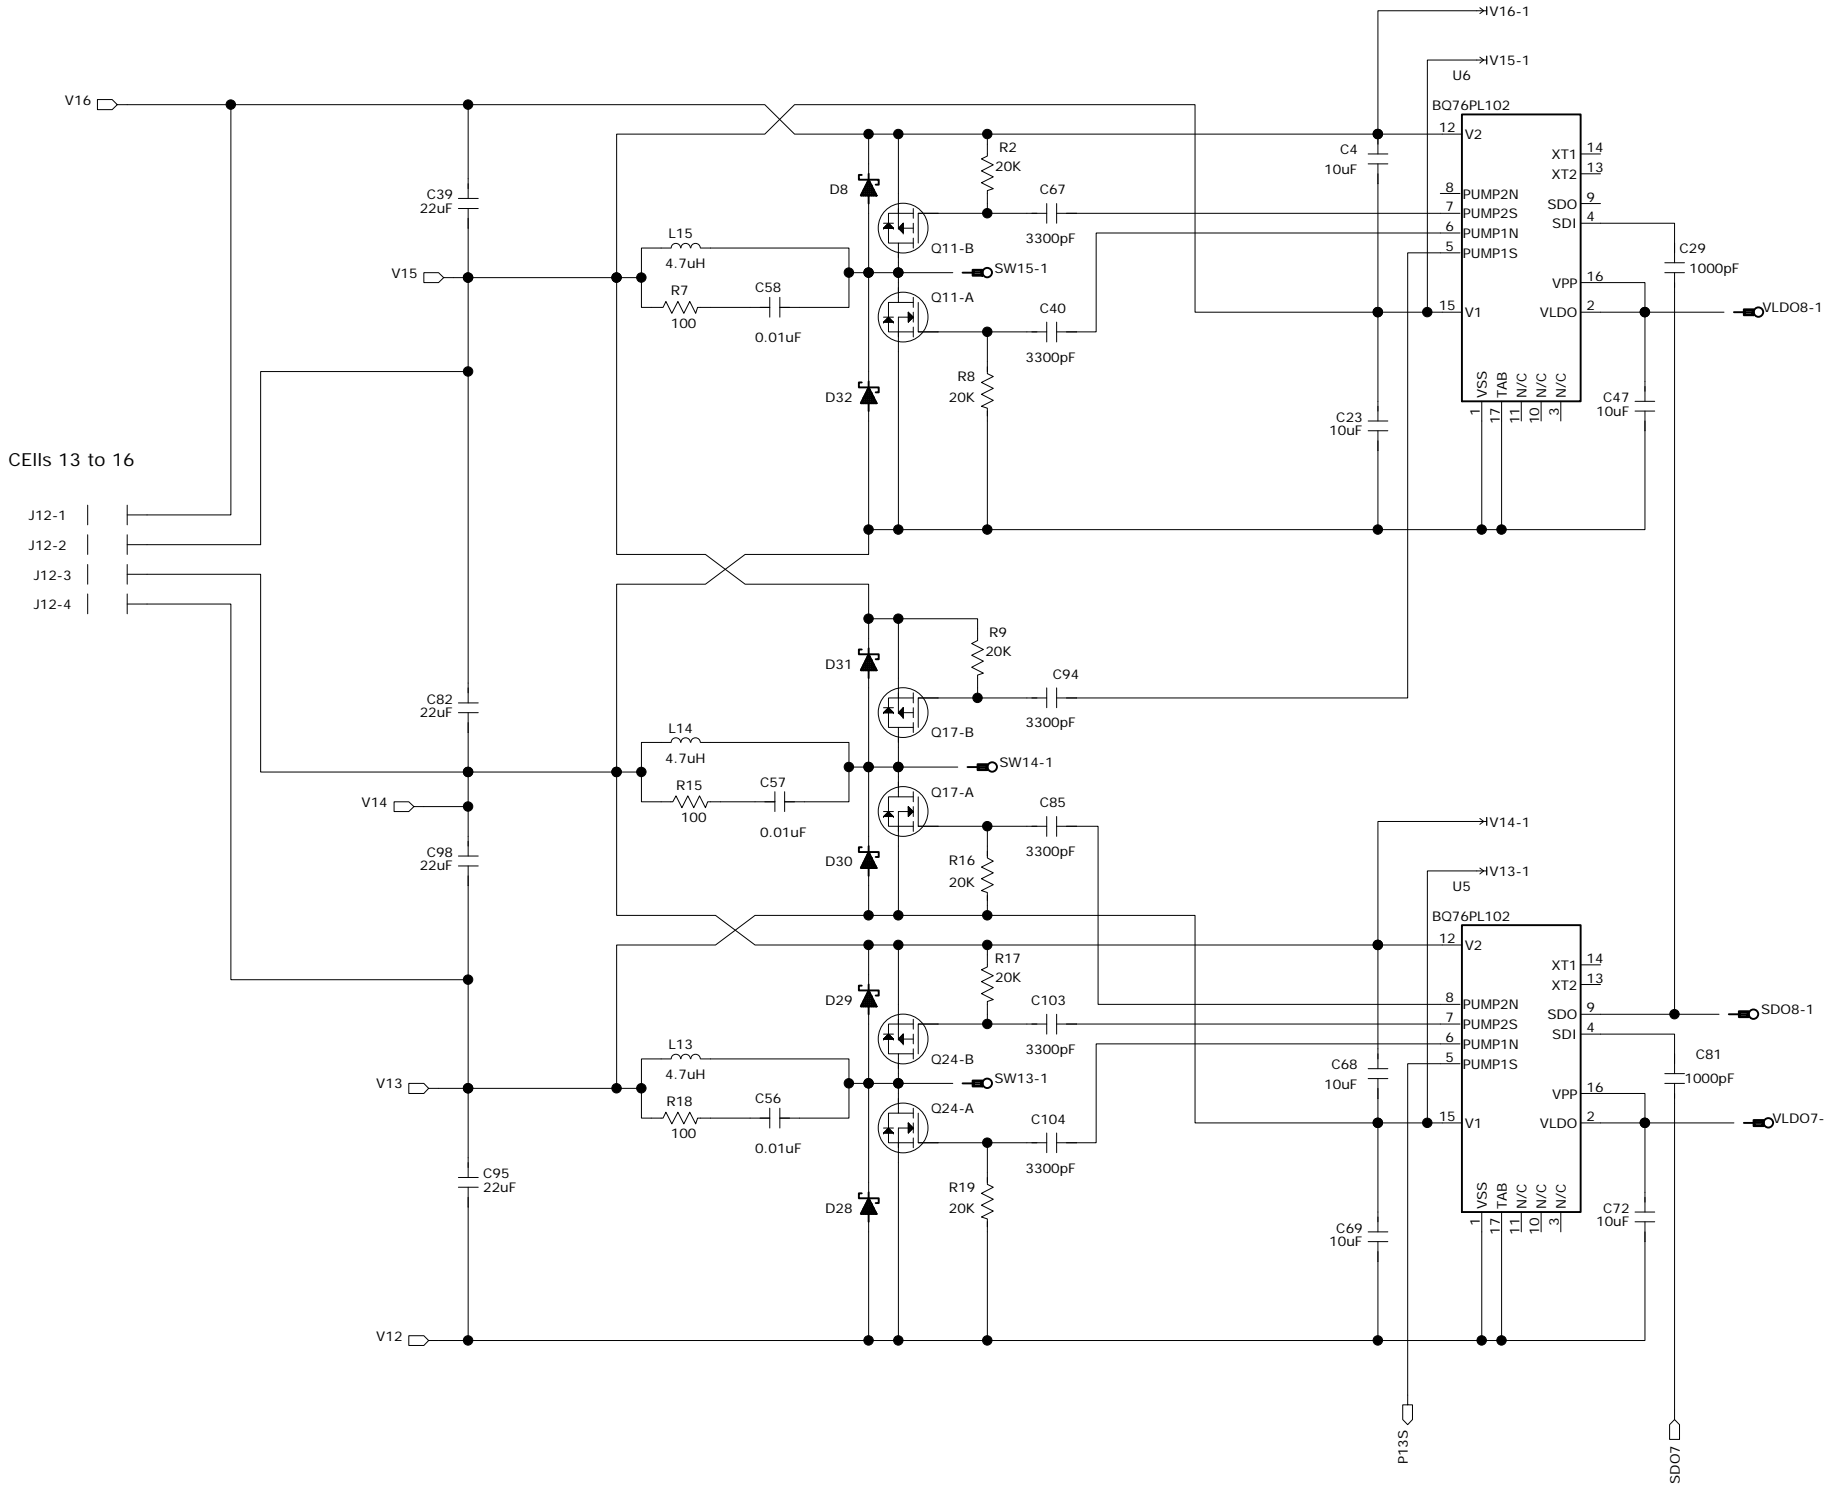 V16-1
V15-1
U6
V16
BQ76PL102
12 V2
R2
20K
C4
10uF
XT1 14
XT2 13
D8
C67
8 PUMP2N
C39
22uF
SDO 9
7 PUMP2S
SDI 4
L15
3300pF
6 PUMP1N
Q11-B
C29
1000pF
5 PUMP1S
4.7uH
V15
SW15-1
R7
C58
Q11-A
VPP 16
C40
15 V1
VLDO 2
VLDO8-1
100
0.01uF
3300pF
R8
20K
D32
VSS
TAB
N/C
N/C
N/C
C47
10uF
1
17
11
10
3
C23
10uF
CElls 13 to 16
J12-1
J12-2
J12-3
J12-4
R9
20K
D31
C94
C82
22uF
3300pF
L14
Q17-B
4.7uH
SW14-1
R15
C57
Q17-A
V14
C85
100
0.01uF
V14-1
3300pF
C98
22uF
D30
R16
20K
V13-1
U5
BQ76PL102
12 V2
R17
20K
XT1 14
XT2 13
D29
C103
8 PUMP2N
SDO 9
SDO8-1
7 PUMP2S
SDI 4
L13
3300pF
6 PUMP1N
Q24-B
C68
10uF
5 PUMP1S
C81
1000pF
4.7uH
V13
SW13-1
R18
C56
Q24-A
VPP 16
C104
15 V1
VLDO 2
VLDO7-
100
0.01uF
3300pF
C95
22uF
R19
20K
D28
VSS
TAB
N/C
N/C
N/C
C72
10uF
1
17
11
10
3
C69
10uF
V12
P13S
SDO7